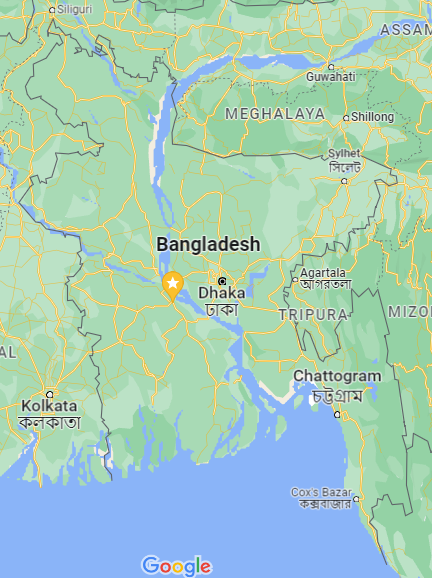 Siliguri
ASSAM
Guwahati
MEGHALAYA
Shillong
Sylhet
সিলেট
Bangladesh
Agartala
আগরতলা
Dhaka
ঢাকা
TRIPURA
MIZO
AL
Chattogram
চট্টগ্রাম
Kolkata
কলকাতা
Cox's Bazar
কক্সবাজার
Google